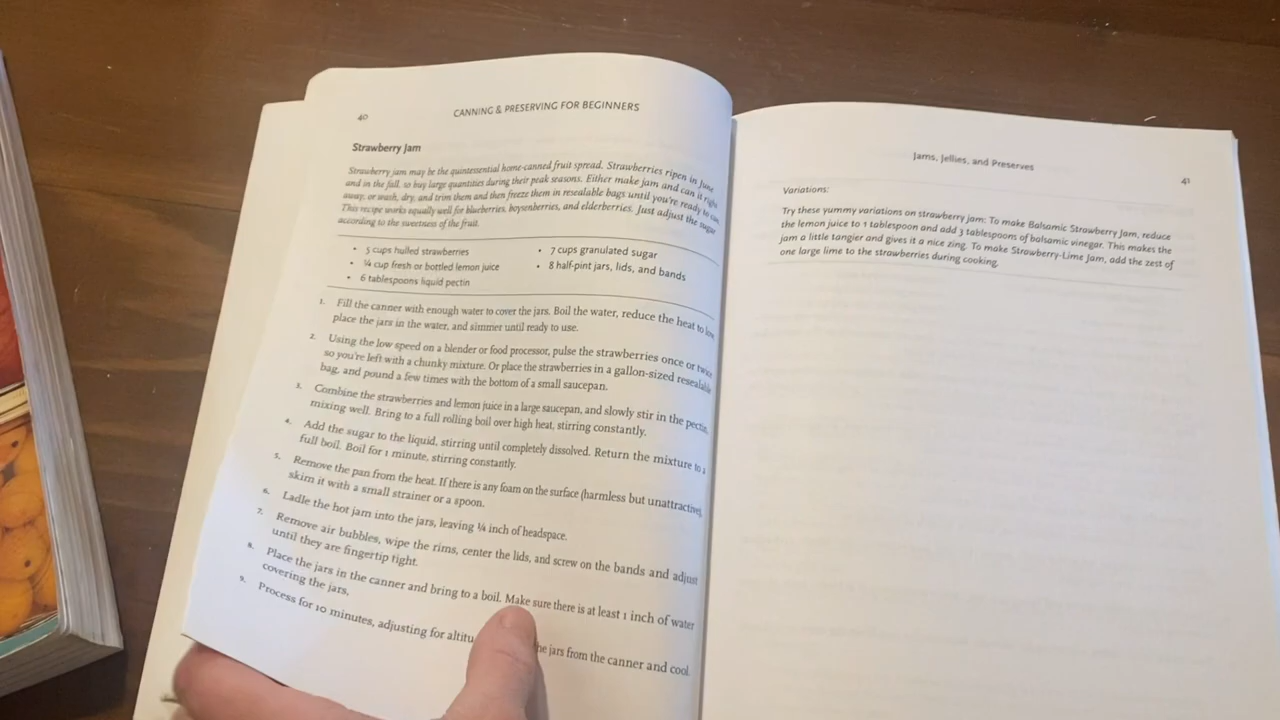 40
CANNING & PRESERVING FOR BEGINNERS
Strawberry Jam
Strawberry jam may be the quintessential home-canned fruit spread. Strawberries ripen in June
and in the fall, so buy large quantities during their peak seasons. Either make jam and can it right
away, or wash, dry, and trim them and then freeze them in resealable bags until you're ready to can.
This recipe works equally well for blueberries, boysenberries, and elderberries. Just adjust the sugar
according to the sweetness of the fruit.
• 5 cups hulled strawberries
• ¼ cup fresh or bottled lemon juice
• 6 tablespoons liquid pectin
• 7 cups granulated sugar
• 8 half-pint jars, lids, and bands
1. Fill the canner with enough water to cover the jars. Boil the water, reduce the heat to low,
place the jars in the water, and simmer until ready to use.
2. Using the low speed on a blender or food processor, pulse the strawberries once or twice
so you're left with a chunky mixture. Or place the strawberries in a gallon-sized resealable
bag, and pound a few times with the bottom of a small saucepan.
3. Combine the strawberries and lemon juice in a large saucepan, and slowly stir in the pectin,
mixing well. Bring to a full rolling boil over high heat, stirring constantly.
4. Add the sugar to the liquid, stirring until completely dissolved. Return the mixture to a
full boil. Boil for 1 minute, stirring constantly.
5. Remove the pan from the heat. If there is any foam on the surface (harmless but unattractive),
skim it with a small strainer or a spoon.
6. Ladle the hot jam into the jars, leaving ¼ inch of headspace.
7. Remove air bubbles, wipe the rims, center the lids, and screw on the bands and adjust
until they are fingertip tight.
8. Place the jars in the canner and bring to a boil. Make sure there is at least 1 inch of water
covering the jars.
9. Process for 10 minutes, adjusting for altitu the jars from the canner and cool.
Jams, Jellies, and Preserves
41
Variations:
Try these yummy variations on strawberry jam: To make Balsamic Strawberry Jam, reduce
the lemon juice to 1 tablespoon and add 3 tablespoons of balsamic vinegar. This makes the
jam a little tangier and gives it a nice zing. To make Strawberry-Lime Jam, add the zest of
one large lime to the strawberries during cooking.